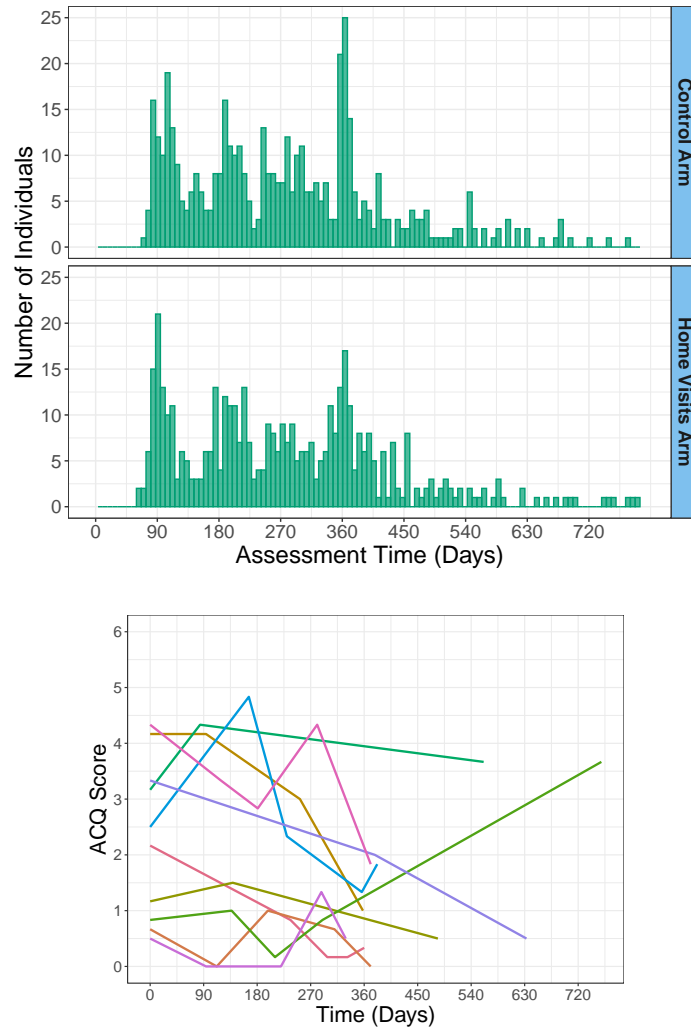 25
20
15
10
5
0
Control Arm
25
20
15
10
5
0
Home Visits Arm
Number of Individuals
0 90 180 270 360 450 540 630 720
Assessment Time (Days)
6
5
4
3
2
1
0
ACQ Score
0 90 180 270 360 450 540 630 720
Time (Days)